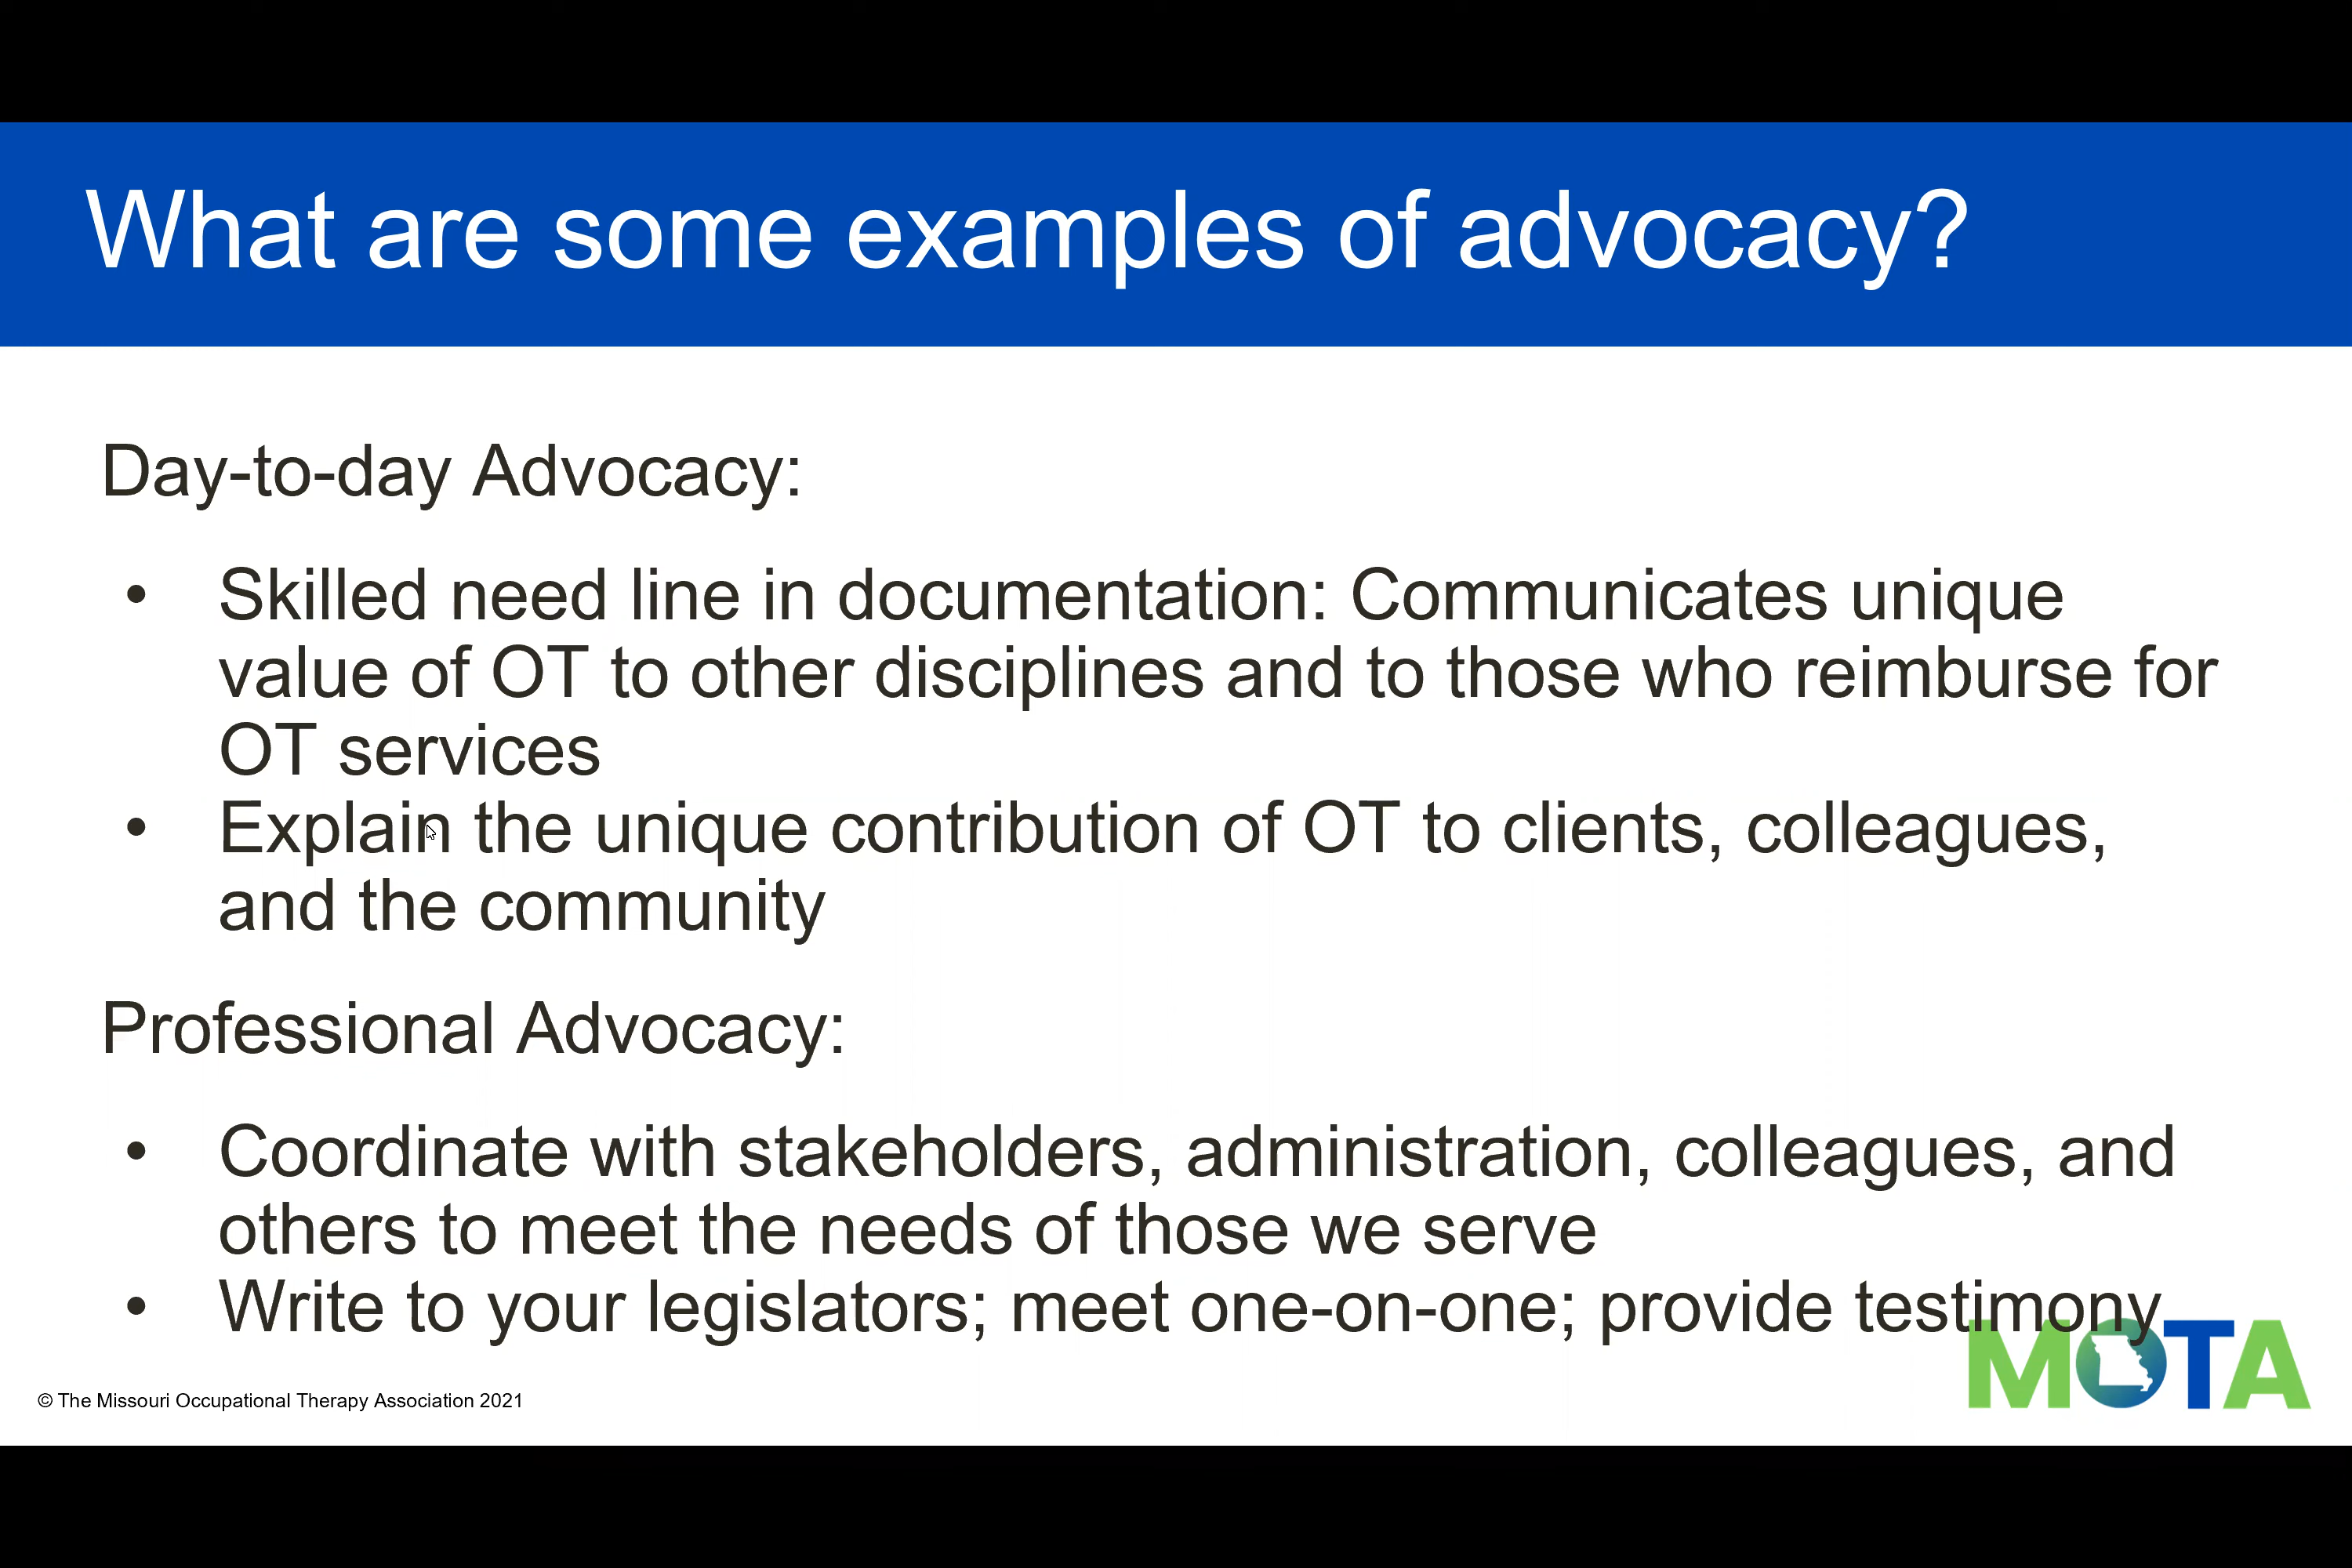 What are some examples of advocacy?
Day-to-day Advocacy:
• Skilled need line in documentation: Communicates unique
value of OT to other disciplines and to those who reimburse for
OT services
• Explain the unique contribution of OT to clients, colleagues,
and the community
Professional Advocacy:
• Coordinate with stakeholders, administration, colleagues, and
others to meet the needs of those we serve
• Write to your legislators; meet one-on-one; provide testimony
MOTA
© The Missouri Occupational Therapy Association 2021